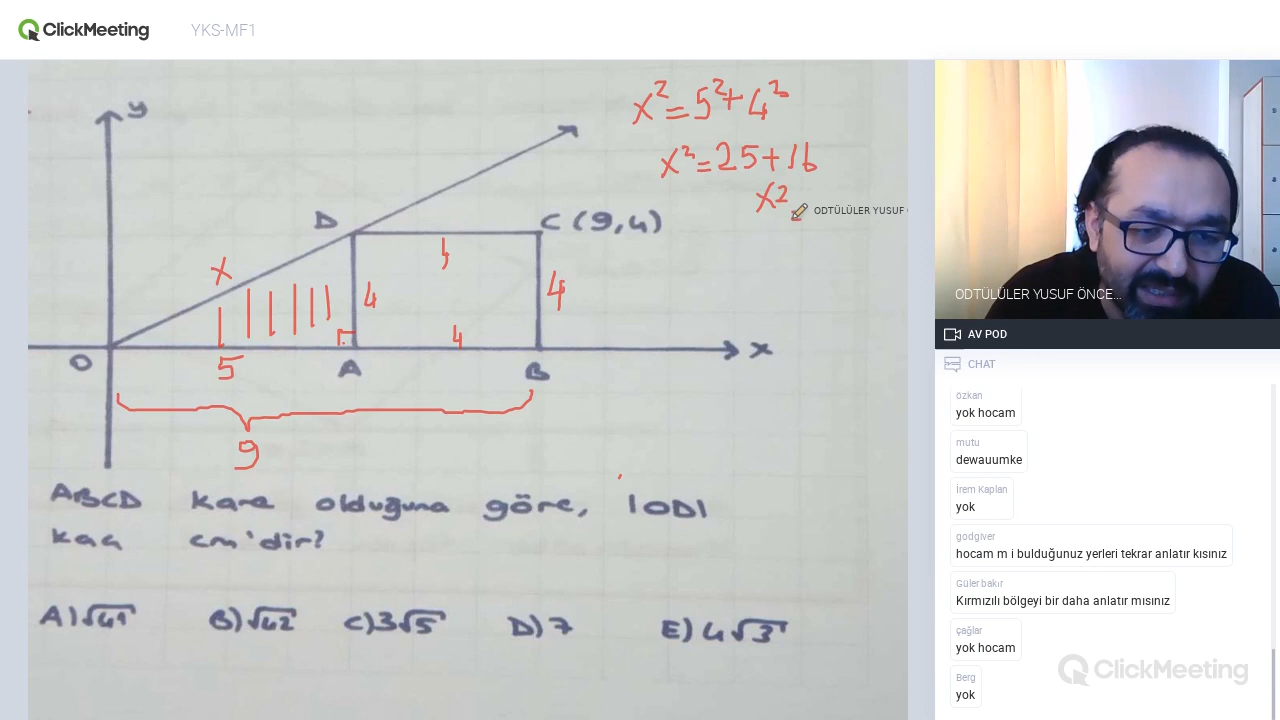 ClickMeeting
YKS-MF1
y
x² = 5² + 4²
x² = 25 + 16
x²
ODTÜLÜLER YUSUF
D
C (9,4)
x
4
4
4
4
O
5
A
B
x
9
ABCD kare olduğuna göre, |OD|
kaç cm'dir?
A) √41 B) √42 C) 3√5 D) 7 E) 4√3
ODTÜLÜLER YUSUF ÖNCE...
AV POD
CHAT
özkan
yok hocam
mutu
dewauumke
İrem Kaplan
yok
godgiver
hocam m i bulduğunuz yerleri tekrar anlatır kısınız
Güler bakır
Kırmızılı bölgeyi bir daha anlatır mısınız
çağlar
yok hocam
Berg
yok
ClickMeeting